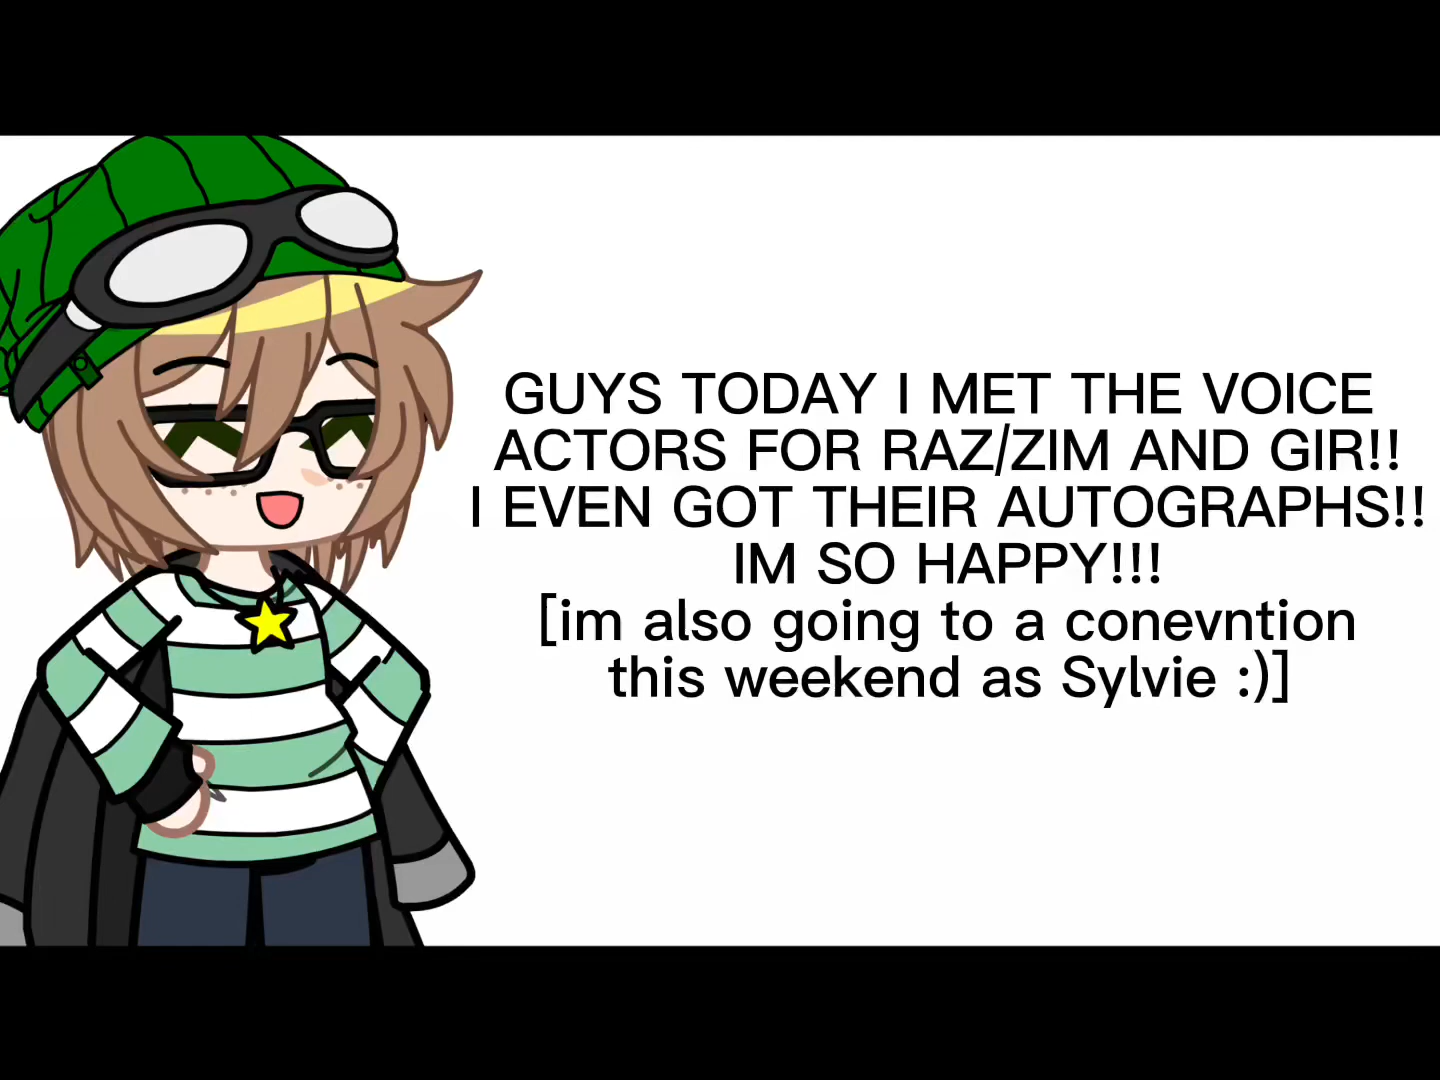 GUYS TODAY I MET THE VOICE
ACTORS FOR RAZ/ZIM AND GIR!!
I EVEN GOT THEIR AUTOGRAPHS!!
IM SO HAPPY!!!
[im also going to a conevntion
this weekend as Sylvie :)]